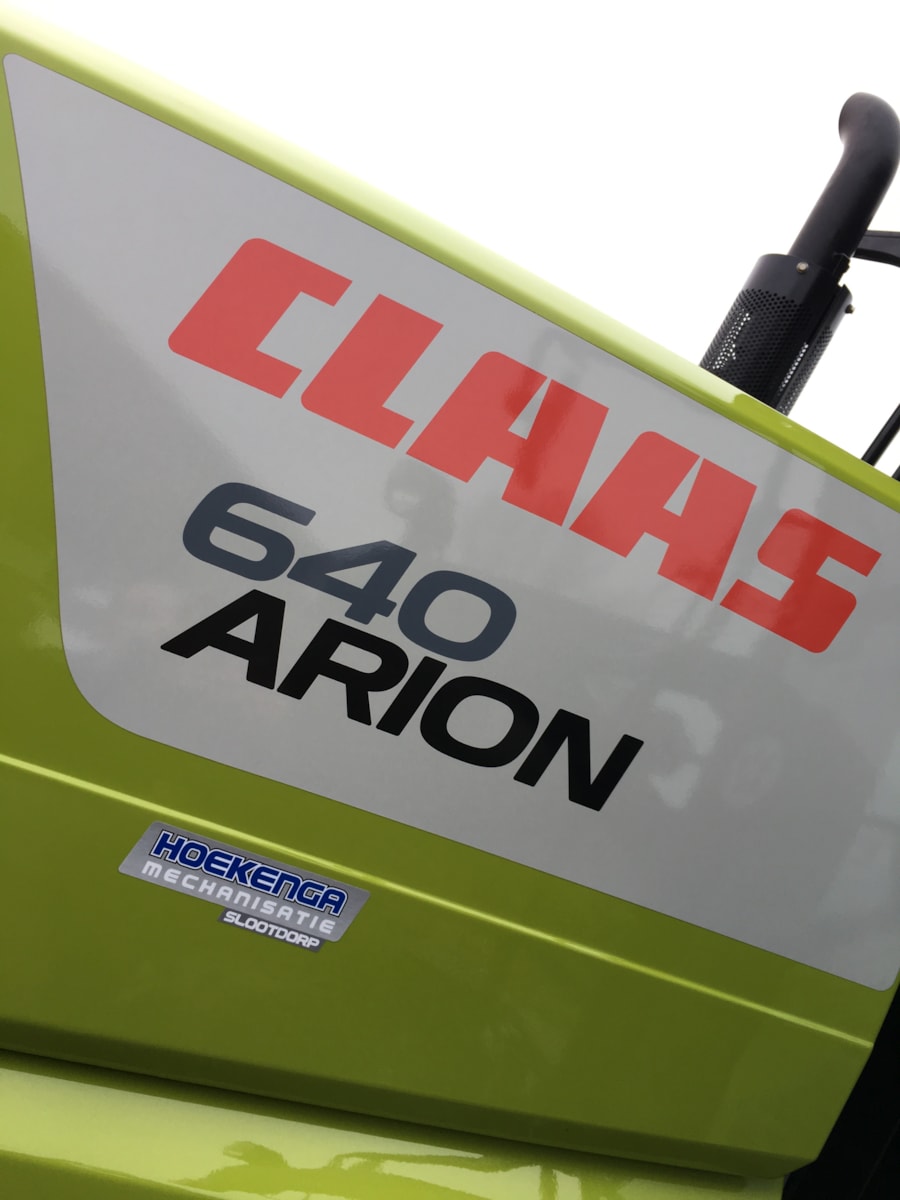 CLAAS
640
ARION
HOEKENGA
MECHANISATIE
SLOOTDORP